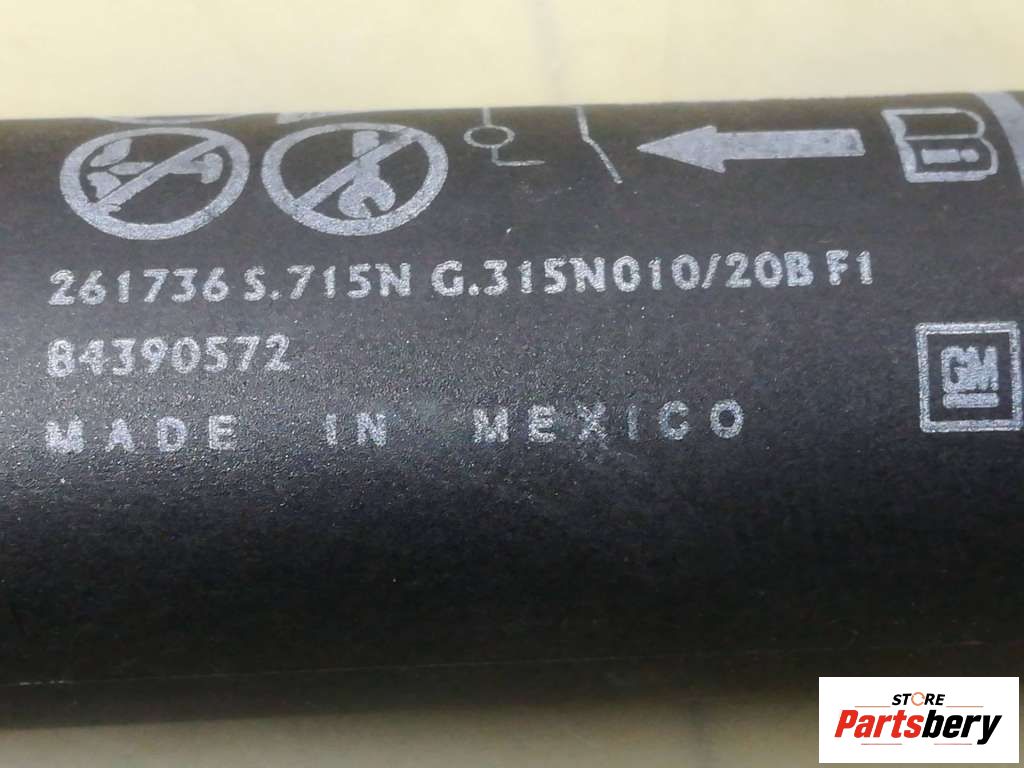 261736 S.715N G.315N010/20B F1
84390572
GM
MADE IN MEXICO
STORE
Partsbery